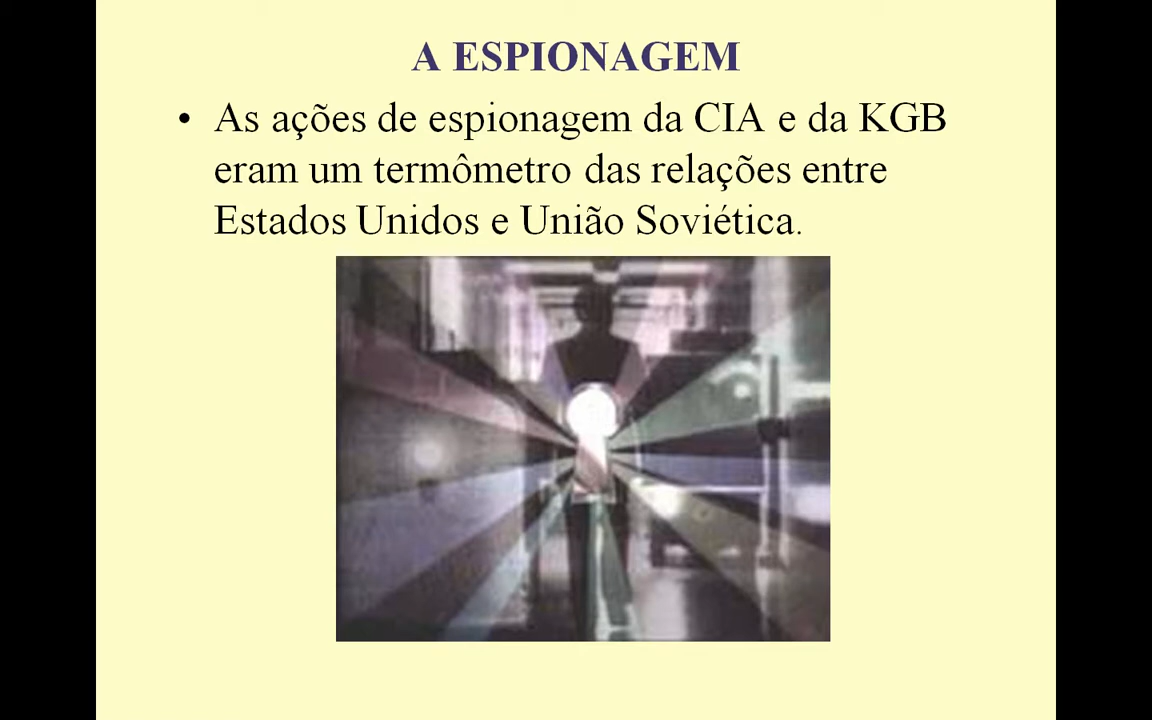 A ESPIONAGEM
• As ações de espionagem da CIA e da KGB
eram um termômetro das relações entre
Estados Unidos e União Soviética.